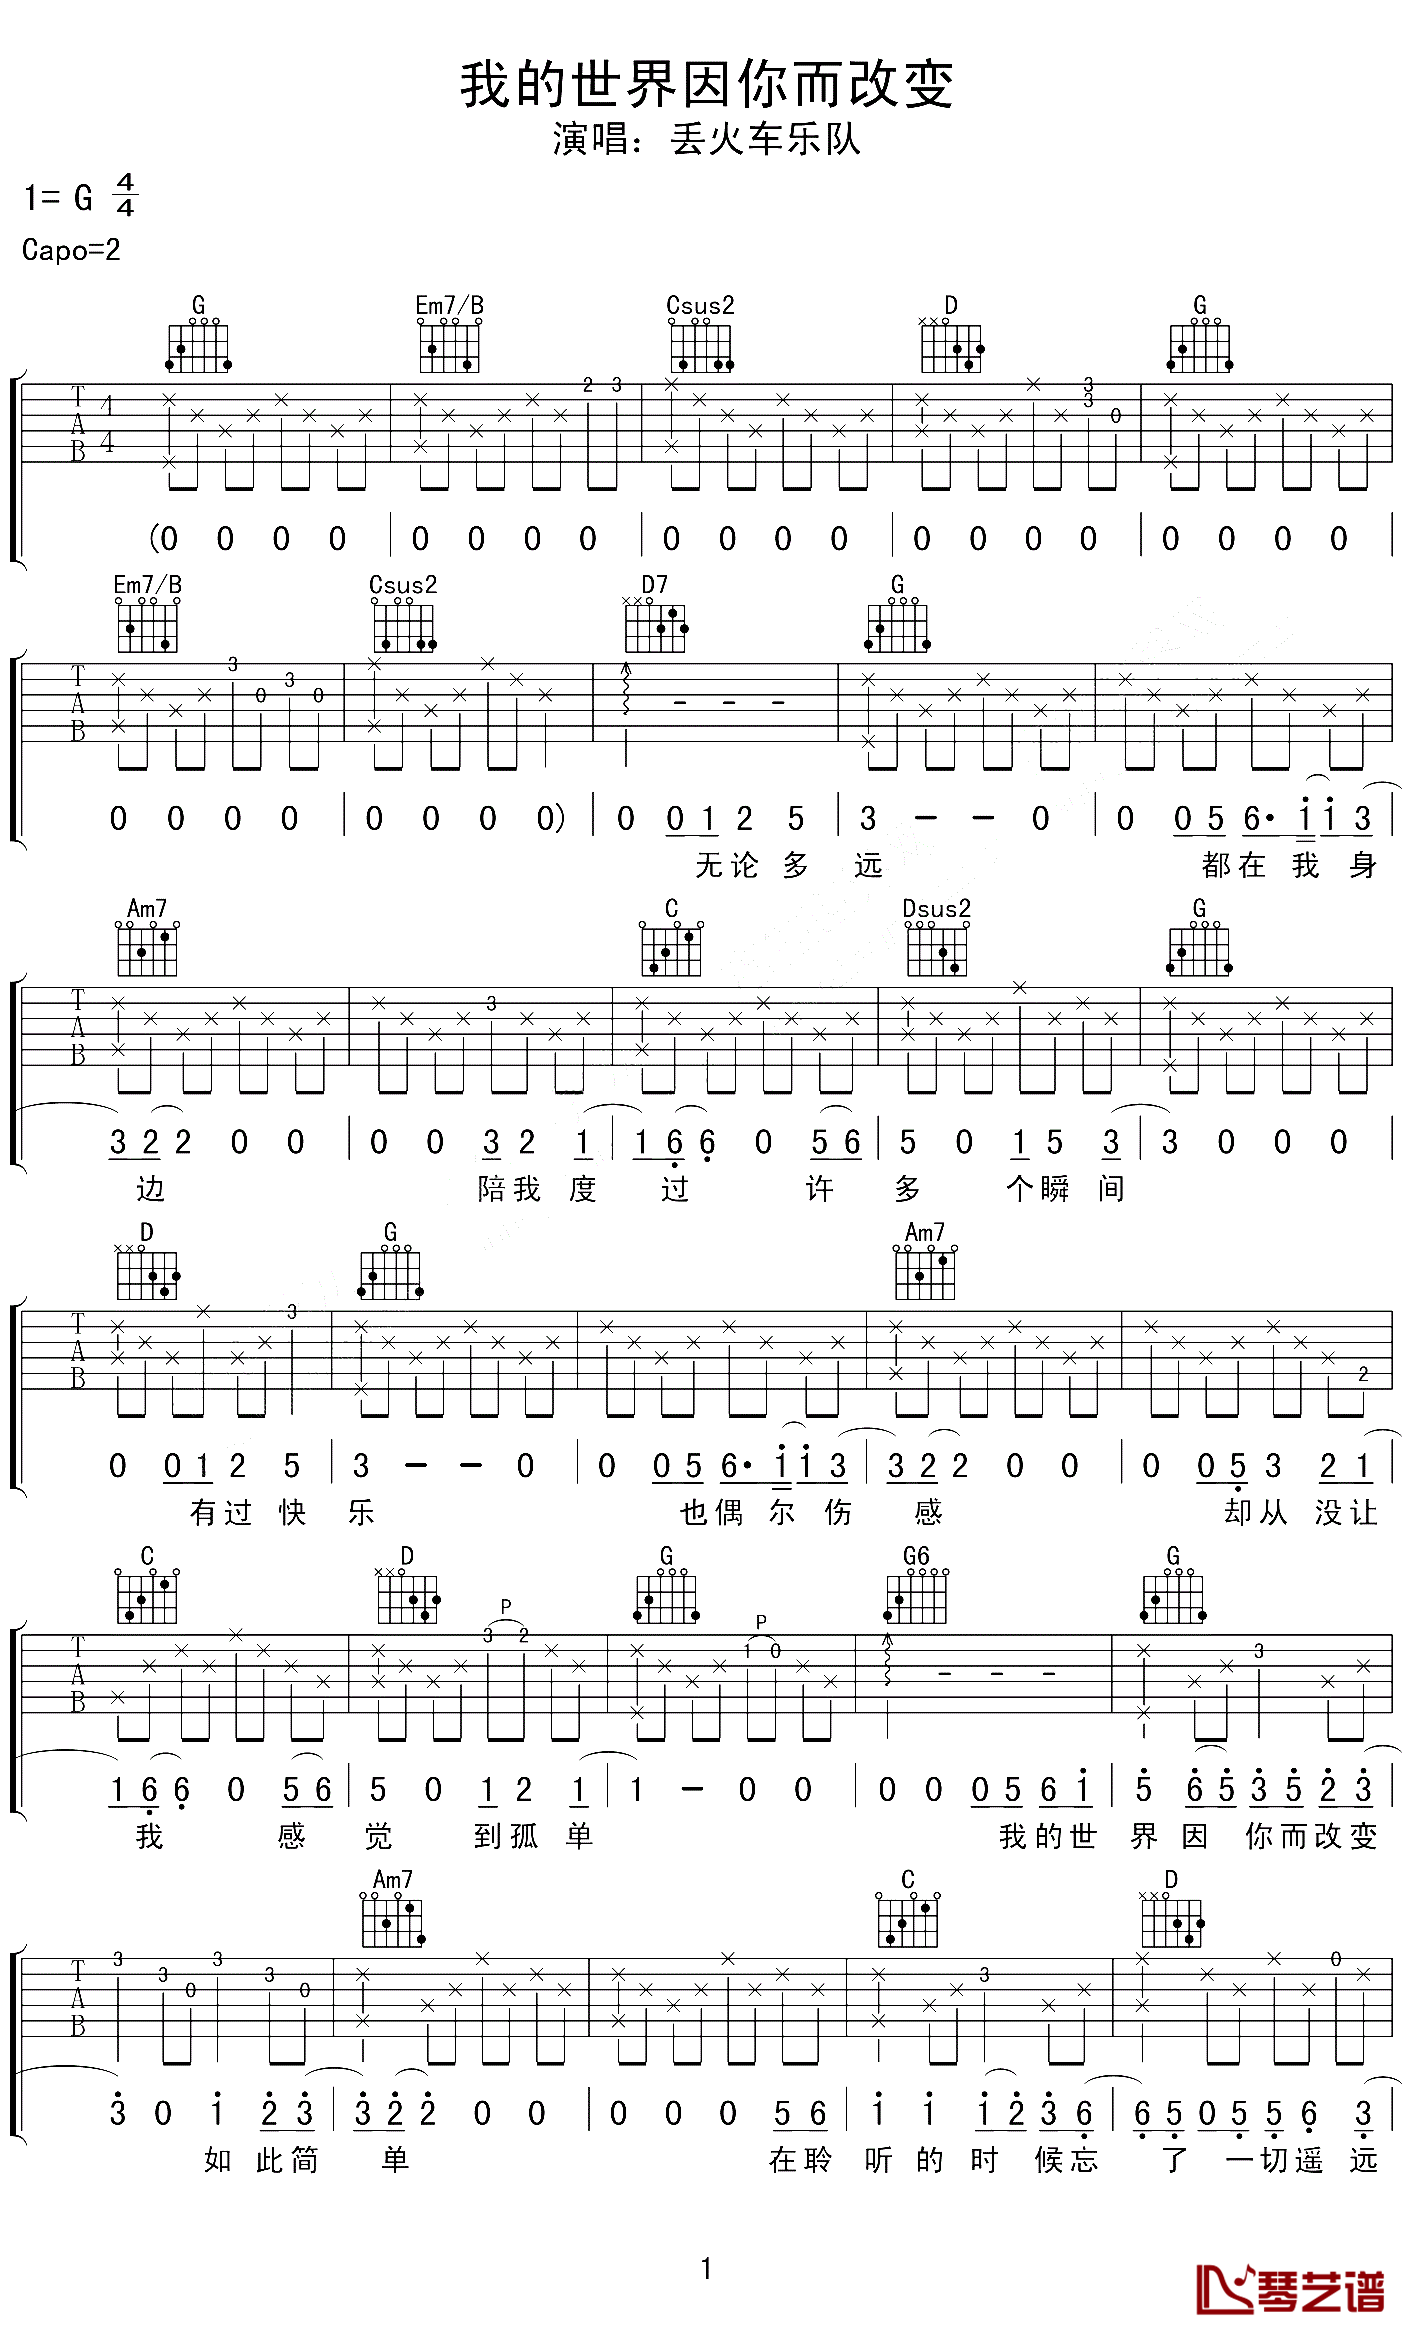 我的世界因你而改变
演唱：丢火车乐队
1= G 4/4
Capo=2
G Em7/B Csus2 D G
T A B 4 4 2 3 3 3 0
(0 0 0 0 | 0 0 0 0 | 0 0 0 0 | 0 0 0 0 | 0 0 0 0 |
Em7/B Csus2 D7 G
T A B 3 0 3 0 - - -
0 0 0 0 | 0 0 0 0) | 0 0 1 2 5 | 3 - - 0 | 0 0 5 6· i i 3 |
无论多远 都在我身
Am7 C Dsus2 G
T A B 3
3 2 2 0 0 | 0 0 3 2 1 | 1 6 6 0 5 6 | 5 0 1 5 3 | 3 0 0 0 |
边 陪我度过 许多 个瞬间
D G Am7
T A B 3 2
0 0 1 2 5 | 3 - - 0 | 0 0 5 6· i i 3 | 3 2 2 0 0 | 0 0 5 3 2 1 |
有过快乐 也偶尔伤感 却从没让
C D G G6 G
T A B P 3 2 P 1 0 - - - 3
1 6 6 0 5 6 | 5 0 1 2 1 | 1 - 0 0 | 0 0 0 5 6 i | 5 6 5 3 5 2 3 |
我 感觉 到孤单 我的世界因 你而改变
Am7 C D
T A B 3 3 0 3 3 0 3 0
3 0 1 2 3 | 3 2 2 0 0 | 0 0 0 5 6 | 1 1 1 2 3 6 | 6 5 0 5 5 6 3 |
如此简单 在聆听的时候忘了 一切遥远
1
琴艺谱